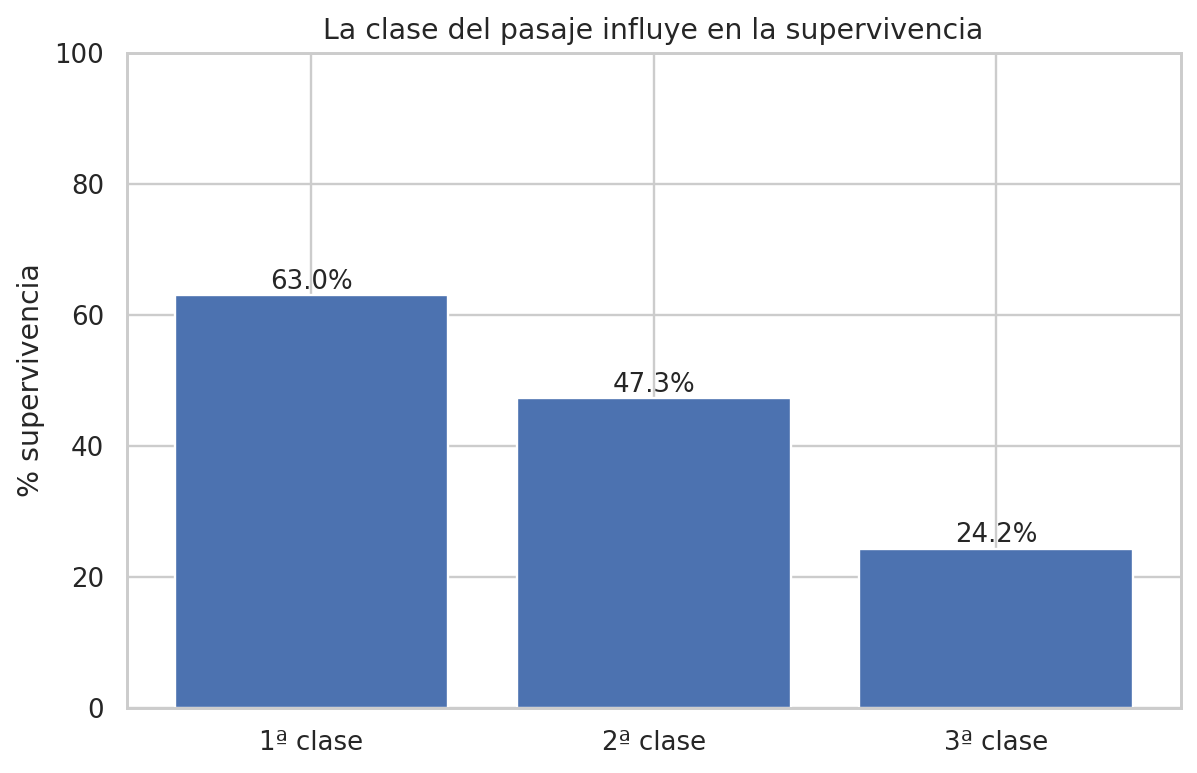 La clase del pasaje influye en la supervivencia
100
80
60
40
20
0
% supervivencia
63.0%
47.3%
24.2%
1ª clase
2ª clase
3ª clase